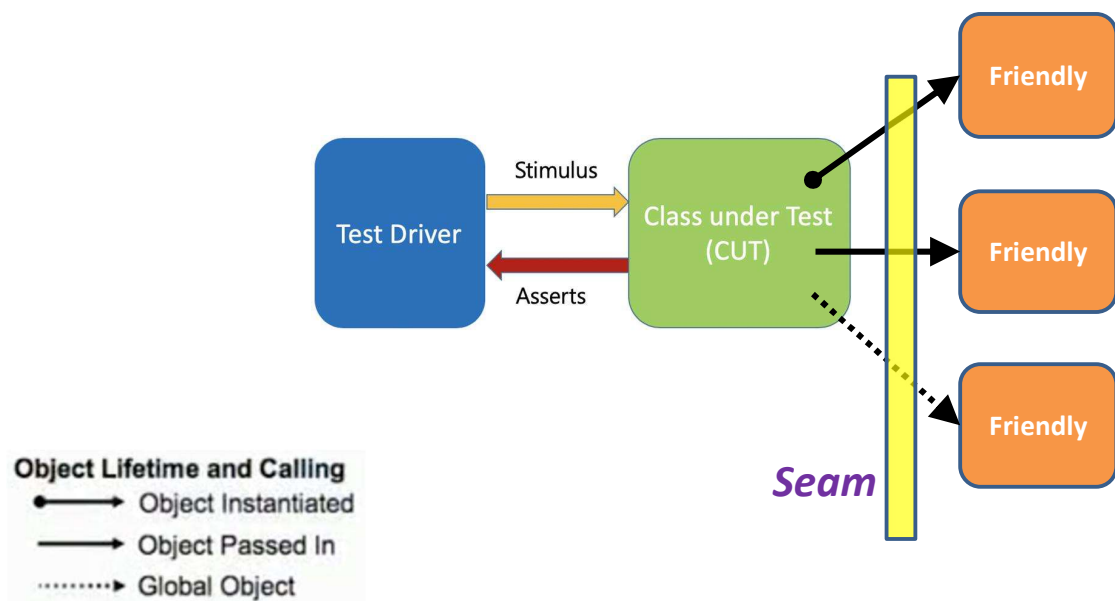 Friendly
Stimulus
Test Driver
Class under Test
(CUT)
Friendly
Asserts
Friendly
Seam
Object Lifetime and Calling
Object Instantiated
Object Passed In
Global Object